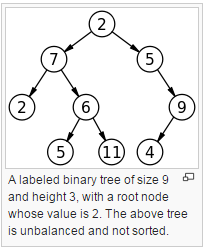 2
7 5
2 6 9
5 11 4
A labeled binary tree of size 9
and height 3, with a root node
whose value is 2. The above tree
is unbalanced and not sorted.